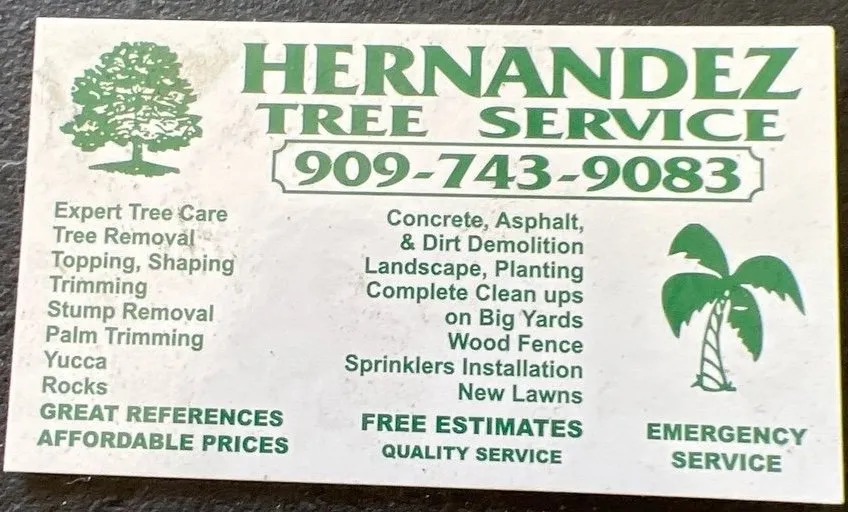 HERNANDEZ
TREE SERVICE
909-743-9083
Expert Tree Care
Tree Removal
Topping, Shaping
Trimming
Stump Removal
Palm Trimming
Yucca
Rocks
GREAT REFERENCES
AFFORDABLE PRICES
Concrete, Asphalt,
& Dirt Demolition
Landscape, Planting
Complete Clean ups
on Big Yards
Wood Fence
Sprinklers Installation
New Lawns
FREE ESTIMATES
QUALITY SERVICE
EMERGENCY
SERVICE